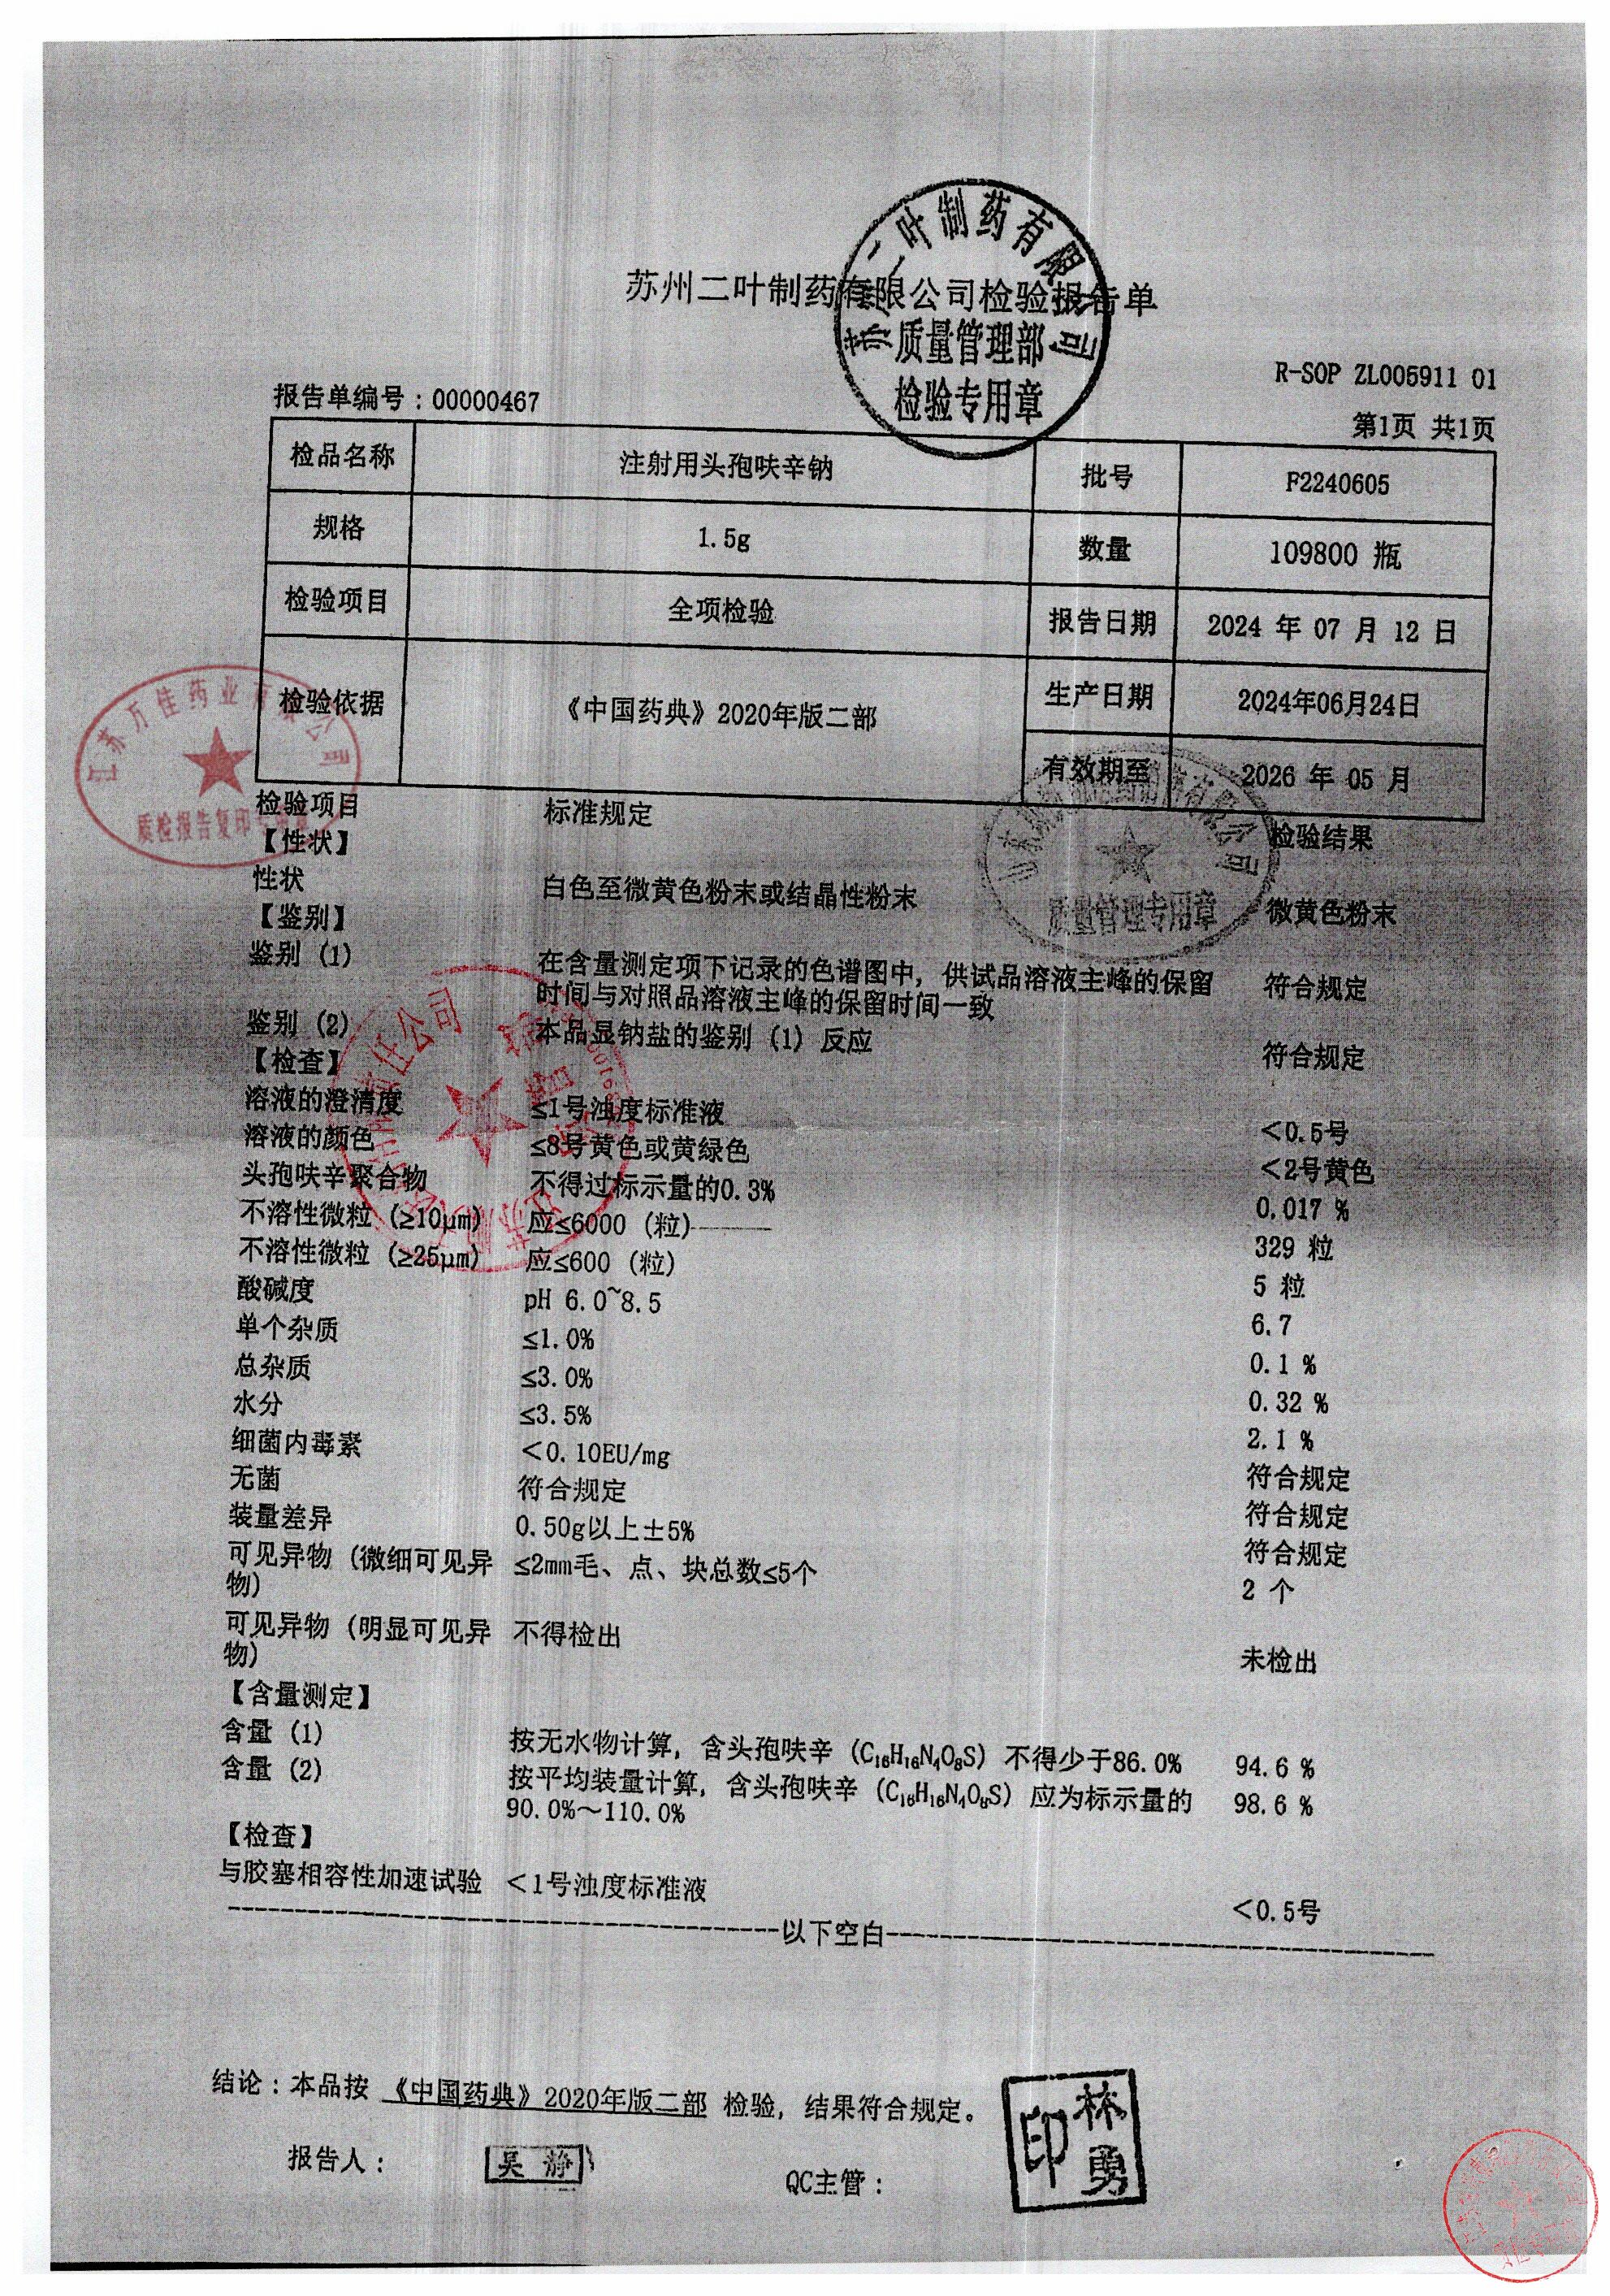 苏州二叶制药有限公司检验报告单
质量管理部
检验专用章
R-SOP ZL005911 01
报告单编号：00000467
第1页 共1页
检品名称 注射用头孢呋辛钠 批号 F2240605
规格 1.5g 数量 109800 瓶
检验项目 全项检验 报告日期 2024 年 07 月 12 日
检验依据 《中国药典》2020年版二部 生产日期 2024年06月24日
有效期至 2026 年 05 月
江苏万佳药业有限公司
质检报告复印专用章
质量管理专用章
检验项目 标准规定 检验结果
【性状】
性状 白色至微黄色粉末或结晶性粉末 微黄色粉末
【鉴别】
鉴别（1） 在含量测定项下记录的色谱图中，供试品溶液主峰的保留 符合规定
时间与对照品溶液主峰的保留时间一致
鉴别（2） 本品显钠盐的鉴别（1）反应 符合规定
【检查】
溶液的澄清度 ≤1号浊度标准液 <0.5号
溶液的颜色 ≤8号黄色或黄绿色 <2号黄色
头孢呋辛聚合物 不得过标示量的0.3% 0.017 %
不溶性微粒（≥10μm） 应≤6000（粒） 329 粒
不溶性微粒（≥25μm） 应≤600（粒） 5 粒
酸碱度 pH 6.0~8.5 6.7
单个杂质 ≤1.0% 0.1 %
总杂质 ≤3.0% 0.32 %
水分 ≤3.5% 2.1 %
细菌内毒素 <0.10EU/mg 符合规定
无菌 符合规定 符合规定
装量差异 0.50g以上±5% 符合规定
可见异物（微细可见异 ≤2mm毛、点、块总数≤5个 2 个
物）
可见异物（明显可见异 不得检出 未检出
物）
【含量测定】
含量（1） 按无水物计算，含头孢呋辛（C₁₆H₁₆N₄O₈S）不得少于86.0% 94.6 %
含量（2） 按平均装量计算，含头孢呋辛（C₁₆H₁₆N₄O₈S）应为标示量的 98.6 %
90.0%～110.0%
【检查】
与胶塞相容性加速试验 <1号浊度标准液 <0.5号
以下空白
结论：本品按 《中国药典》2020年版二部 检验，结果符合规定。
报告人： 吴静 QC主管： 林勇印